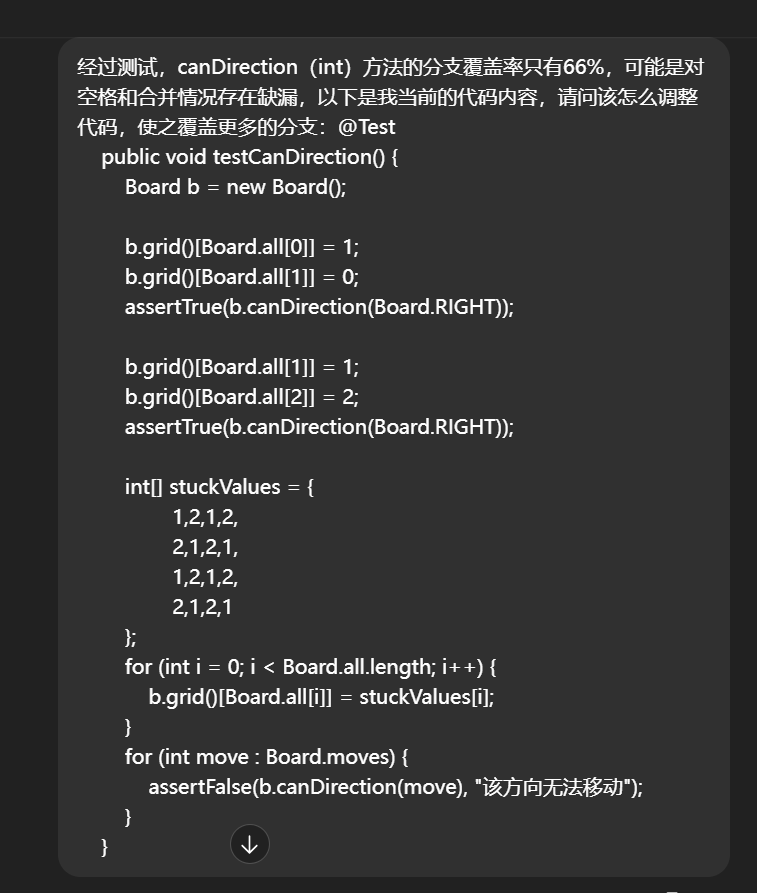 经过测试，canDirection（int）方法的分支覆盖率只有66%，可能是对
空格和合并情况存在缺漏，以下是我当前的代码内容，请问该怎么调整
代码，使之覆盖更多的分支：@Test
public void testCanDirection() {
Board b = new Board();
b.grid()[Board.all[0]] = 1;
b.grid()[Board.all[1]] = 0;
assertTrue(b.canDirection(Board.RIGHT));
b.grid()[Board.all[1]] = 1;
b.grid()[Board.all[2]] = 2;
assertTrue(b.canDirection(Board.RIGHT));
int[] stuckValues = {
1,2,1,2,
2,1,2,1,
1,2,1,2,
2,1,2,1
};
for (int i = 0; i < Board.all.length; i++) {
b.grid()[Board.all[i]] = stuckValues[i];
}
for (int move : Board.moves) {
assertFalse(b.canDirection(move), "该方向无法移动");
}
}